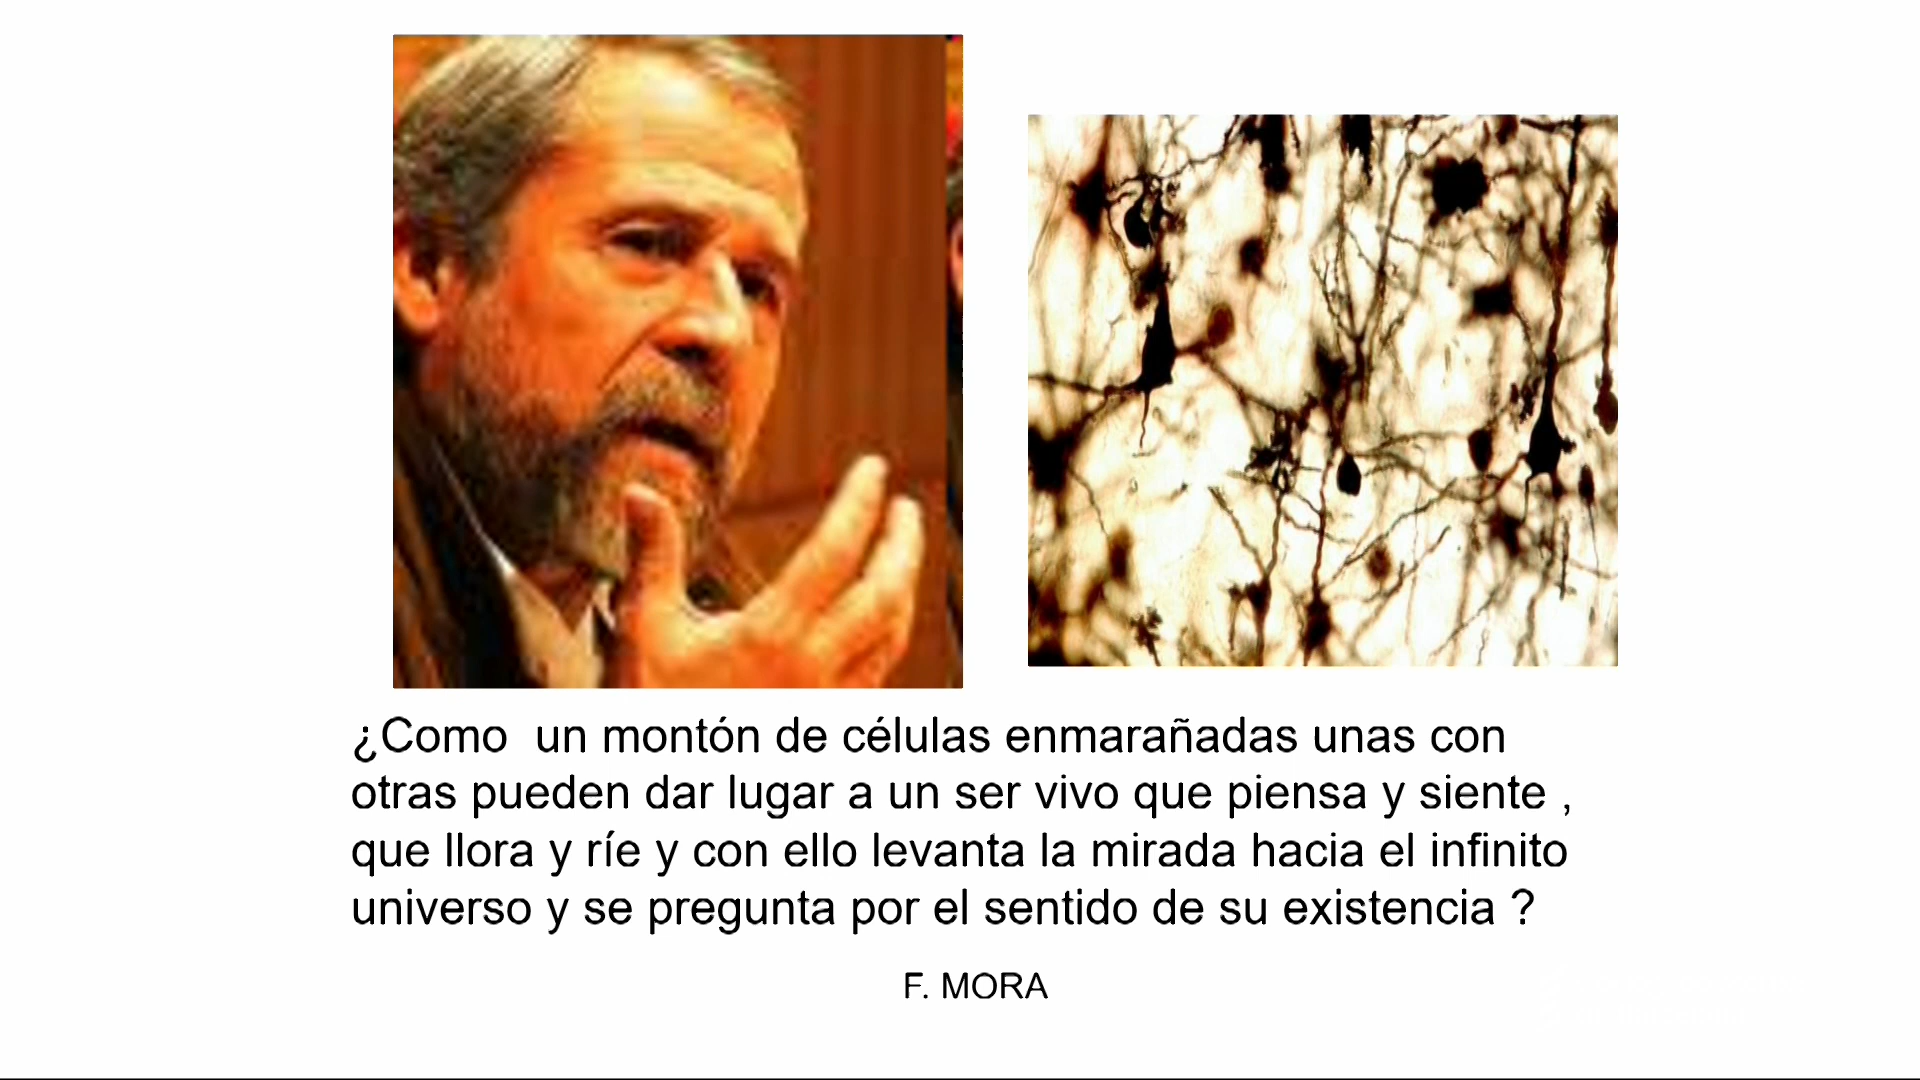 ¿Como un montón de células enmarañadas unas con
otras pueden dar lugar a un ser vivo que piensa y siente ,
que llora y ríe y con ello levanta la mirada hacia el infinito
universo y se pregunta por el sentido de su existencia ?
F. MORA